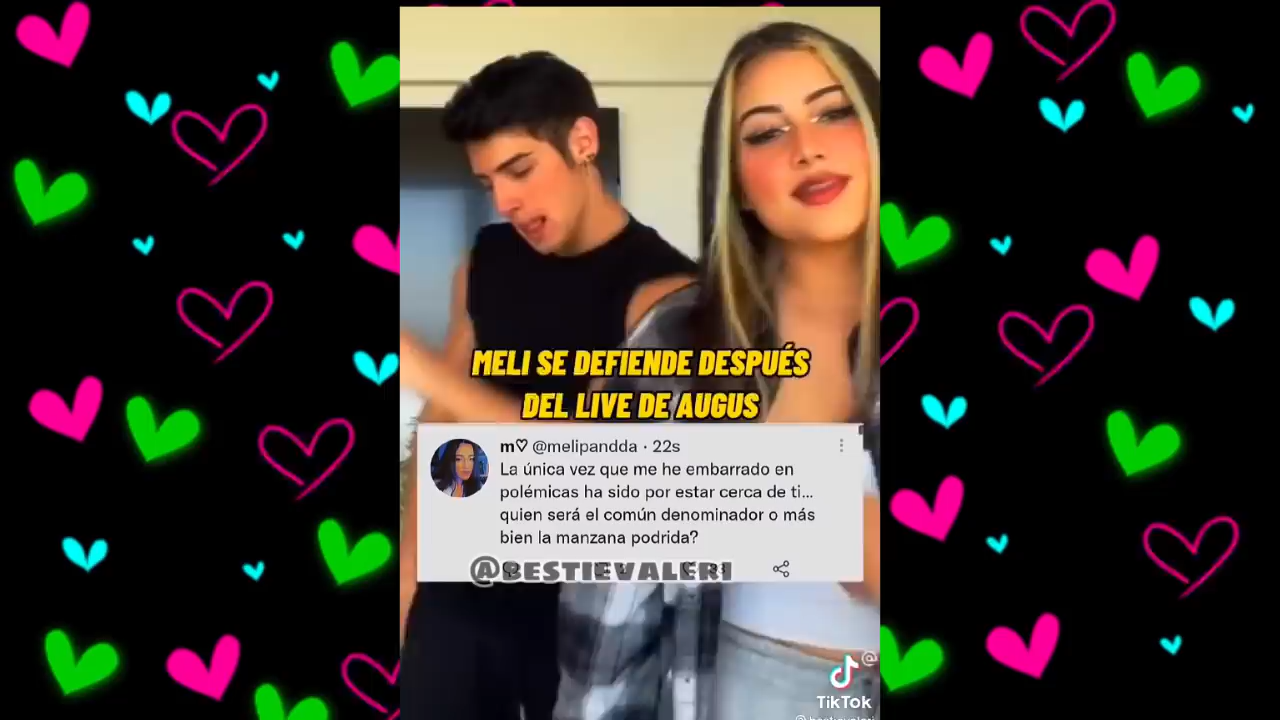 MELI SE DEFIENDE DESPUÉS
DEL LIVE DE AUGUS
m♡ @melipandda · 22s
La única vez que me he embarrado en
polémicas ha sido por estar cerca de ti...
quien será el común denominador o más
bien la manzana podrida?
@BESTIEVALERI
TikTok
@bestievaleri